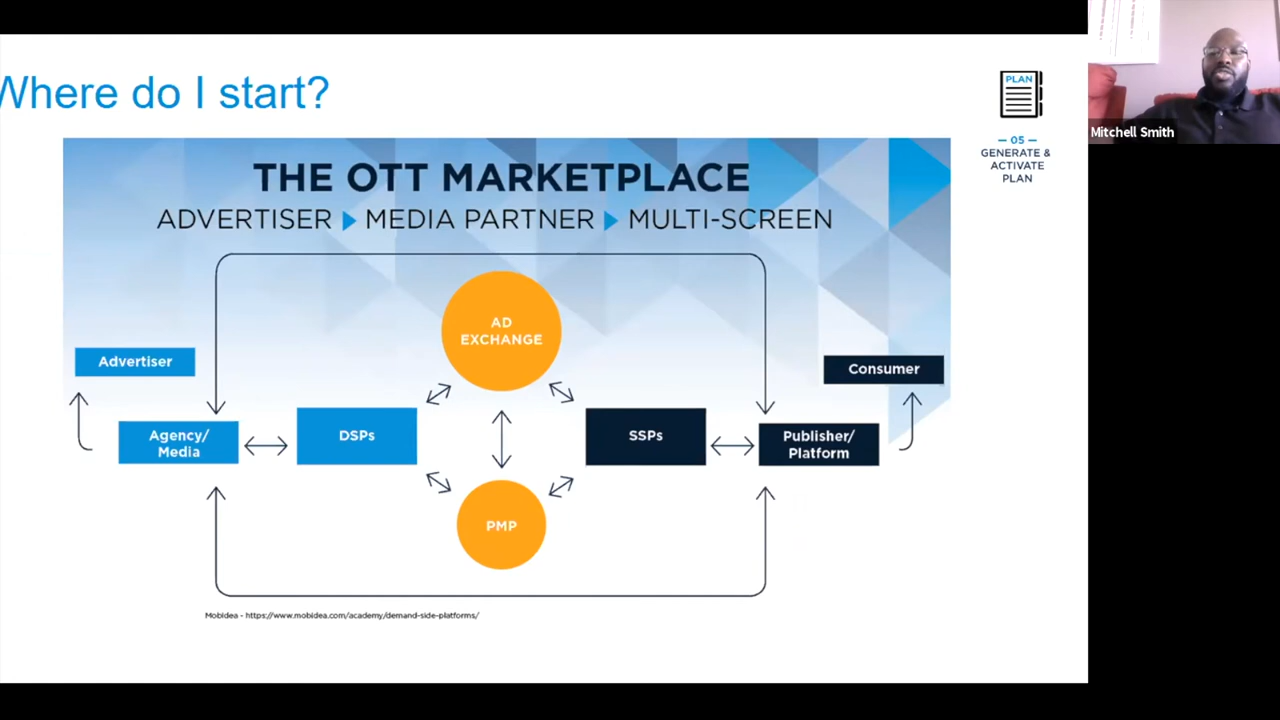 Where do I start?
PLAN
— 05 —
GENERATE &
ACTIVATE
PLAN
Mitchell Smith
THE OTT MARKETPLACE
ADVERTISER ▶ MEDIA PARTNER ▶ MULTI-SCREEN
AD
EXCHANGE
Advertiser
Consumer
Agency/
Media
DSPs
SSPs
Publisher/
Platform
PMP
Mobidea - https://www.mobidea.com/academy/demand-side-platforms/